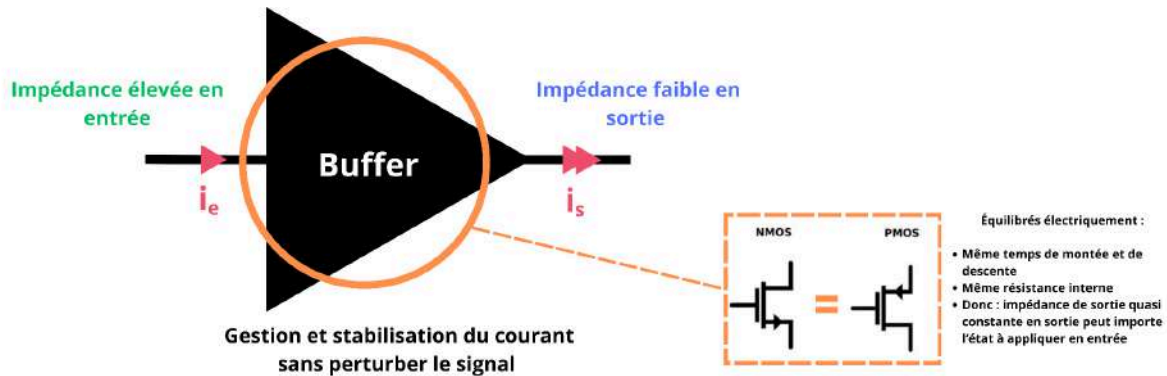 Impédance élevée en
entrée
Impédance faible en
sortie
Buffer
ie
is
Gestion et stabilisation du courant
sans perturber le signal
NMOS
PMOS
=
Équilibrés électriquement :
• Même temps de montée et de
descente
• Même résistance interne
• Donc : impédance de sortie quasi
constante en sortie peut importe
l'état à appliquer en entrée